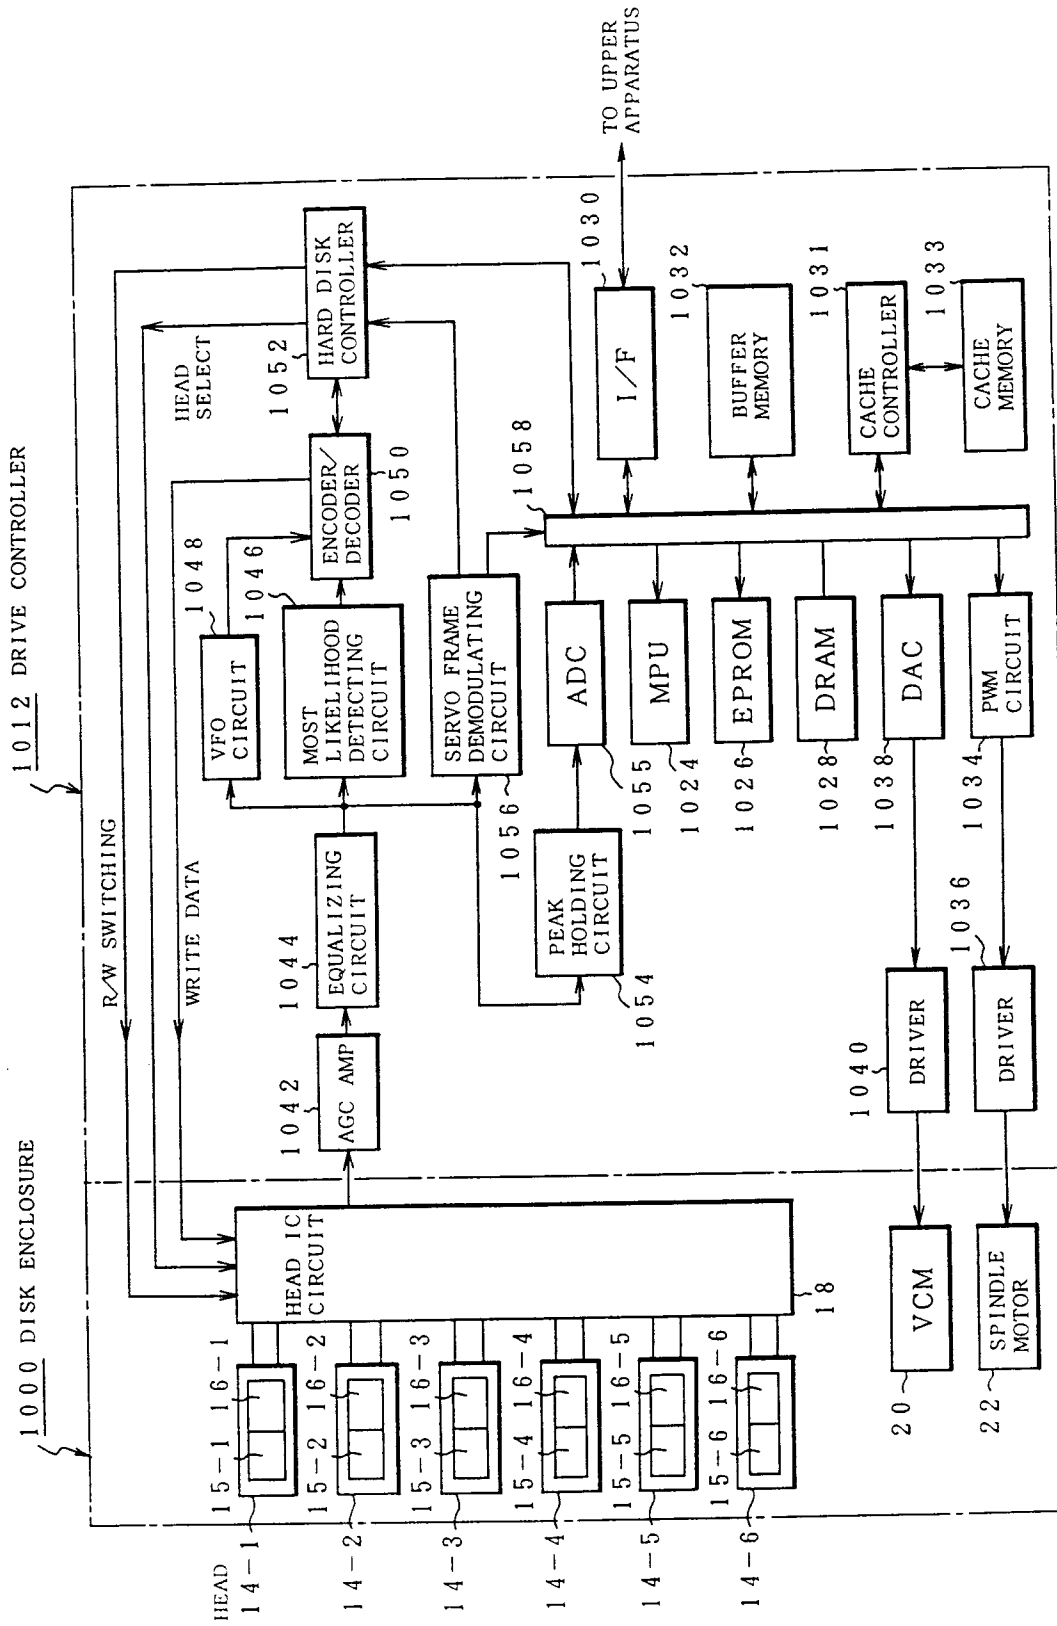 1000 DISK ENCLOSURE
1012 DRIVE CONTROLLER
R/W SWITCHING
HEAD
SELECT
WRITE DATA
HEAD
14-1
15-1
16-1
14-2
15-2
16-2
14-3
15-3
16-3
14-4
15-4
16-4
14-5
15-5
16-5
14-6
15-6
16-6
HEAD IC
CIRCUIT
18
1042
AGC AMP
1044
EQUALIZING
CIRCUIT
1048
VFO
CIRCUIT
1046
MOST
LIKELIHOOD
DETECTING
CIRCUIT
ENCODER/
DECODER
1050
1052
HARD DISK
CONTROLLER
SERVO FRAME
DEMODULATING
CIRCUIT
1056
PEAK
HOLDING
CIRCUIT
1054
ADC
1055
MPU
1024
EPROM
1026
DRAM
1028
DAC
1038
PWM
CIRCUIT
1034
1058
I/F
1030
TO UPPER
APPARATUS
BUFFER
MEMORY
1032
CACHE
CONTROLLER
1031
CACHE
MEMORY
1033
1040
DRIVER
1036
DRIVER
VCM
20
SPINDLE
MOTOR
22